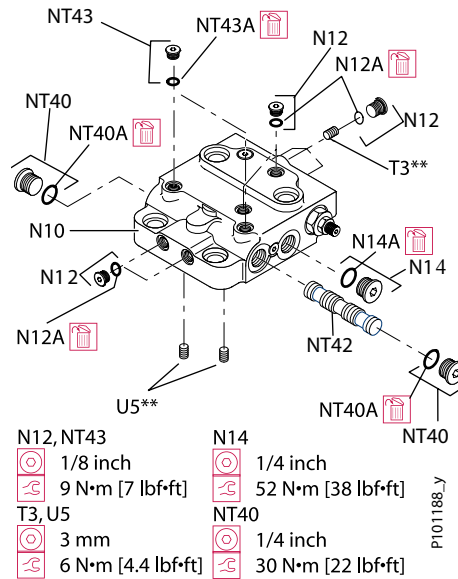 NT43
NT43A
N12
N12A
NT40
NT40A
N12
T3**
N10
N14A
N14
N12
N12A
NT42
U5**
NT40A
NT40
N12, NT43
1/8 inch
9 N•m [7 lbf•ft]
T3, U5
3 mm
6 N•m [4.4 lbf•ft]
N14
1/4 inch
52 N•m [38 lbf•ft]
NT40
1/4 inch
30 N•m [22 lbf•ft]
P101188_y